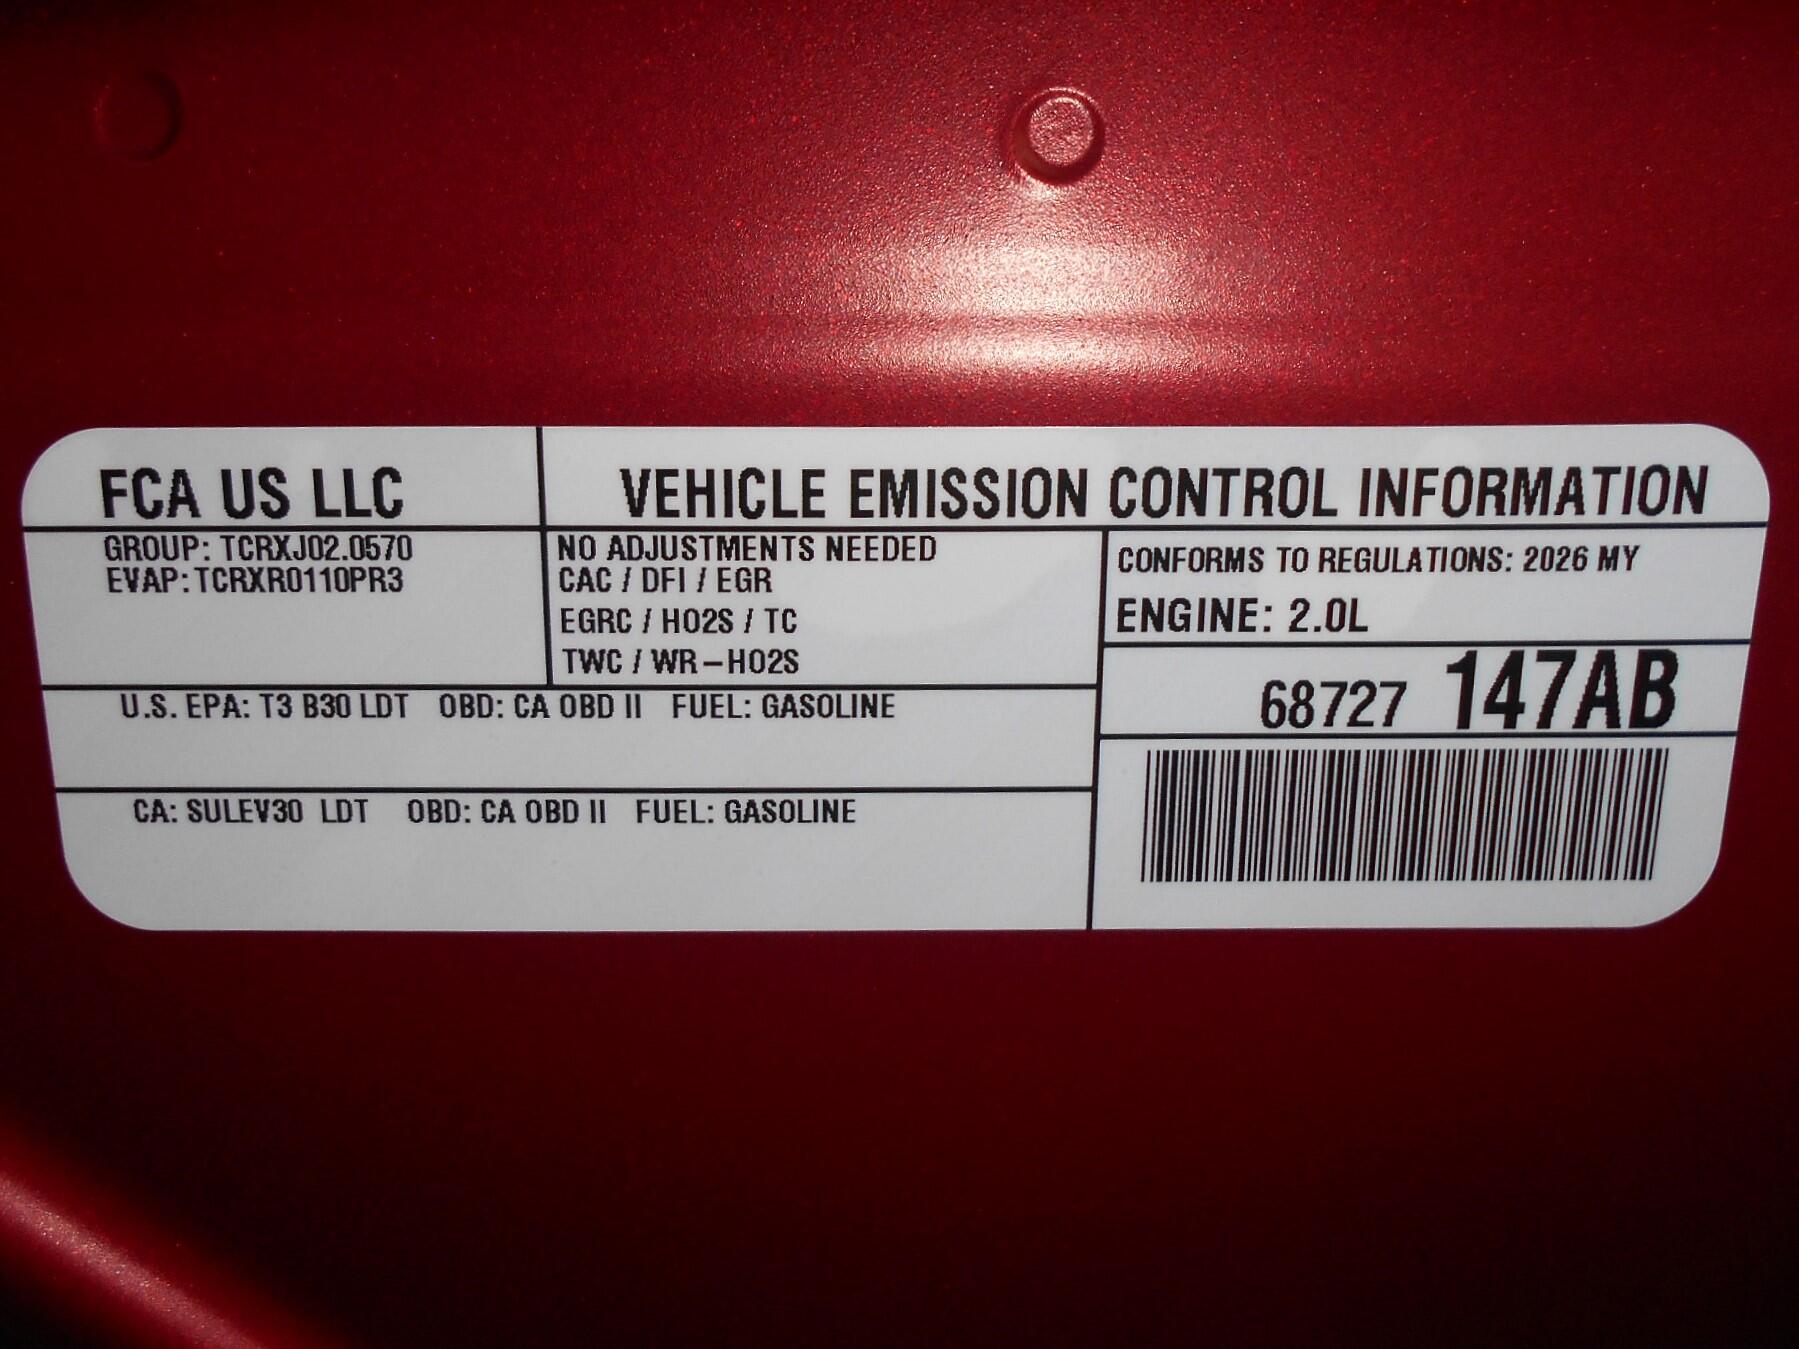 FCA US LLC
VEHICLE EMISSION CONTROL INFORMATION
GROUP: TCRXJ02.0570
EVAP: TCRXR0110PR3
NO ADJUSTMENTS NEEDED
CAC / DFI / EGR
EGRC / HO2S / TC
TWC / WR-HO2S
CONFORMS TO REGULATIONS: 2026 MY
ENGINE: 2.0L
68727 147AB
U.S. EPA: T3 B30 LDT OBD: CA OBD II FUEL: GASOLINE
CA: SULEV30 LDT OBD: CA OBD II FUEL: GASOLINE